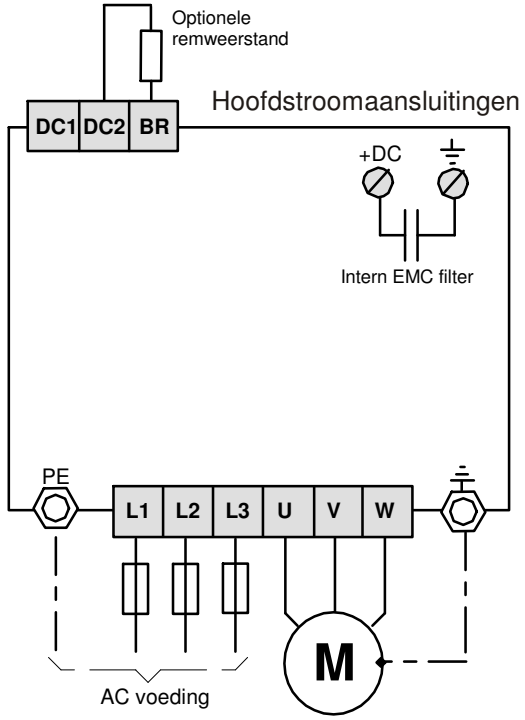 Optionele
remweerstand
Hoofdstroomaansluitingen
DC1 DC2 BR
+DC
Intern EMC filter
PE
L1 L2 L3 U V W
M
AC voeding